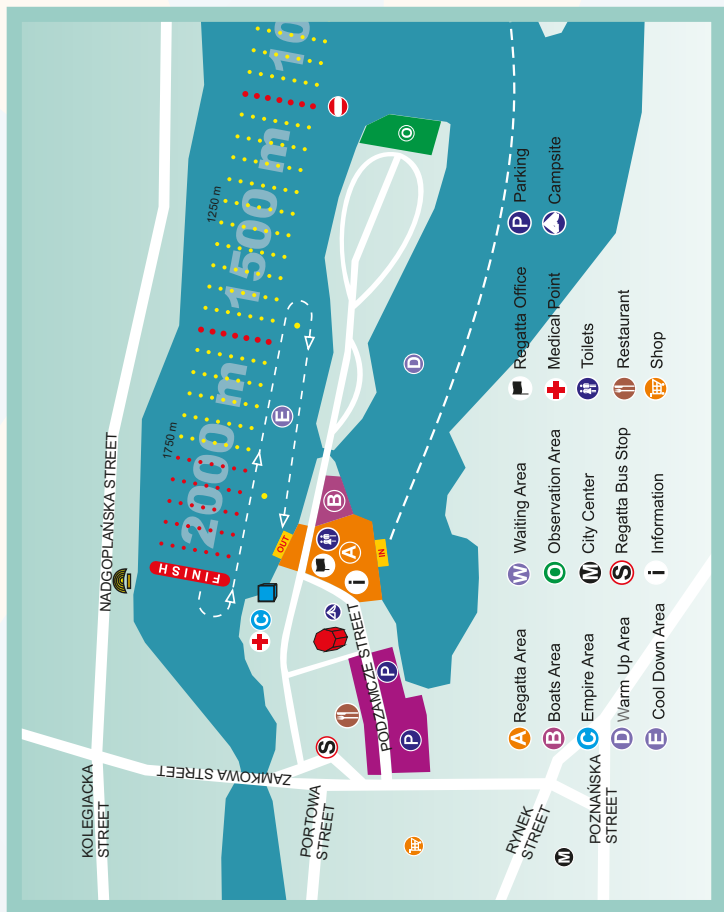 10
1500 m
1250 m
2000 m
1750 m
FINISH
NADGOPLAŃSKA STREET
KOLEGIACKA
STREET
ZAMKOWA STREET
PORTOWA
STREET
PODZAMCZE STREET
RYNEK
STREET
POZNAŃSKA
STREET
OUT
IN
A
B
C
D
E
O
i
S
P
P
M
A Regatta Area
B Boats Area
C Empire Area
D Warm Up Area
E Cool Down Area
W Waiting Area
O Observation Area
M City Center
S Regatta Bus Stop
i Information
Regatta Office
Medical Point
Toilets
Restaurant
Shop
P Parking
Campsite